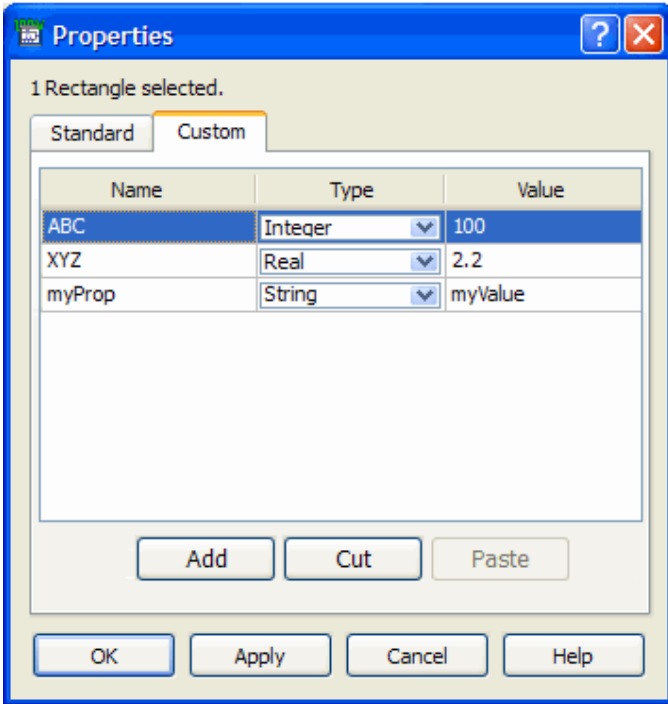 Properties
1 Rectangle selected.
Standard Custom
Name Type Value
ABC Integer 100
XYZ Real 2.2
myProp String myValue
Add Cut Paste
OK Apply Cancel Help